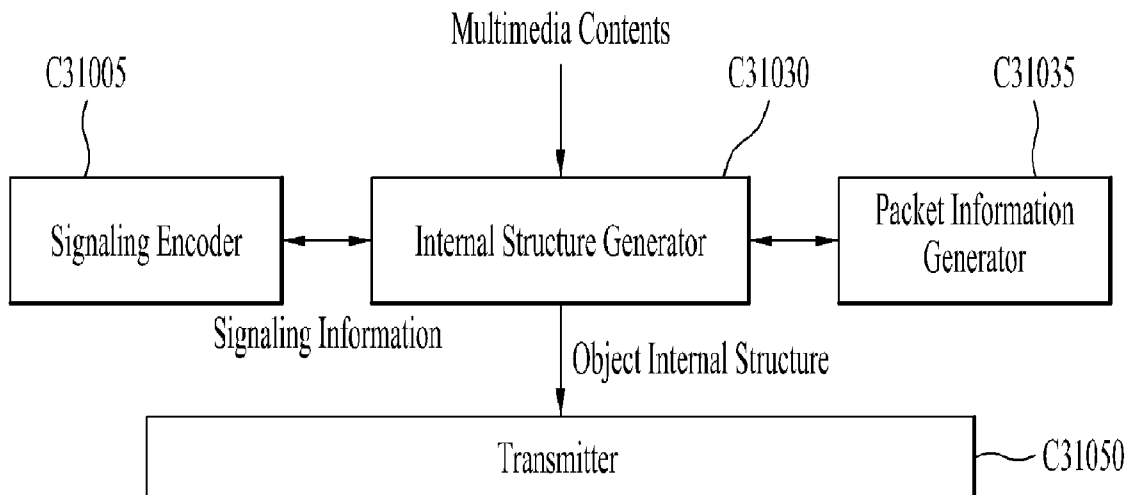 Multimedia Contents
C31005
C31030
C31035
Signaling Encoder
Internal Structure Generator
Packet Information
Generator
Signaling Information
Object Internal Structure
Transmitter
C31050